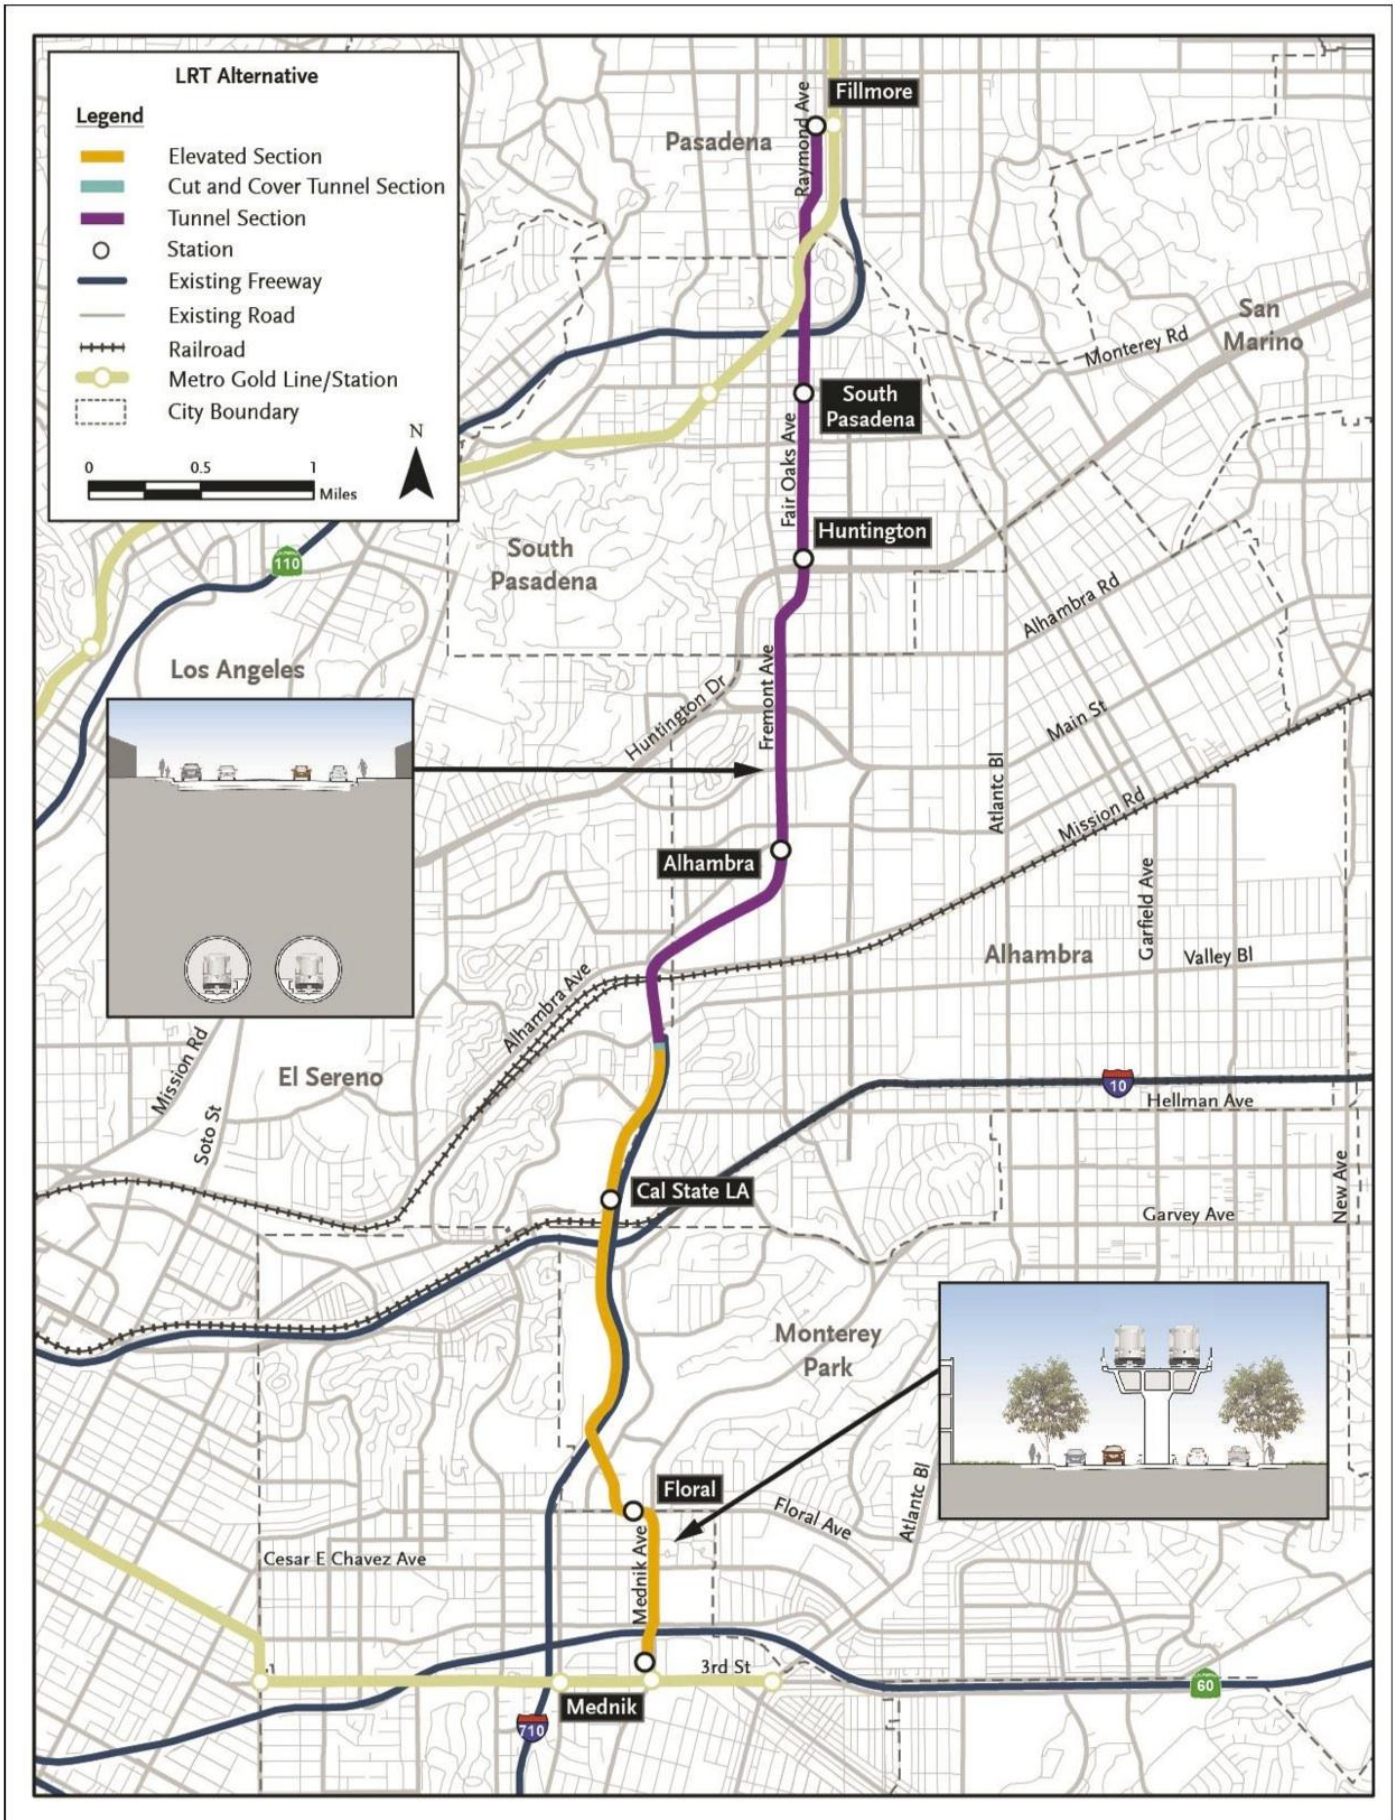 LRT Alternative
Legend
Elevated Section
Cut and Cover Tunnel Section
Tunnel Section
Station
Existing Freeway
Existing Road
Railroad
Metro Gold Line/Station
City Boundary
N
0 0.5 1
Miles
Fillmore
Raymond Ave
Pasadena
San
Marino
Monterey Rd
South
Pasadena
Fair Oaks Ave
Huntington
South
Pasadena
110
Alhambra Rd
Los Angeles
Fremont Ave
Huntington Dr
Main St
Atlantc Bl
Mission Rd
Alhambra
Garfield Ave
Alhambra
Valley Bl
Alhambra Ave
Mission Rd
El Sereno
10
Hellman Ave
Soto St
Cal State LA
New Ave
Garvey Ave
Monterey
Park
Floral
Floral Ave
Atlantc Bl
Cesar E Chavez Ave
Mednik Ave
3rd St
60
Mednik
710